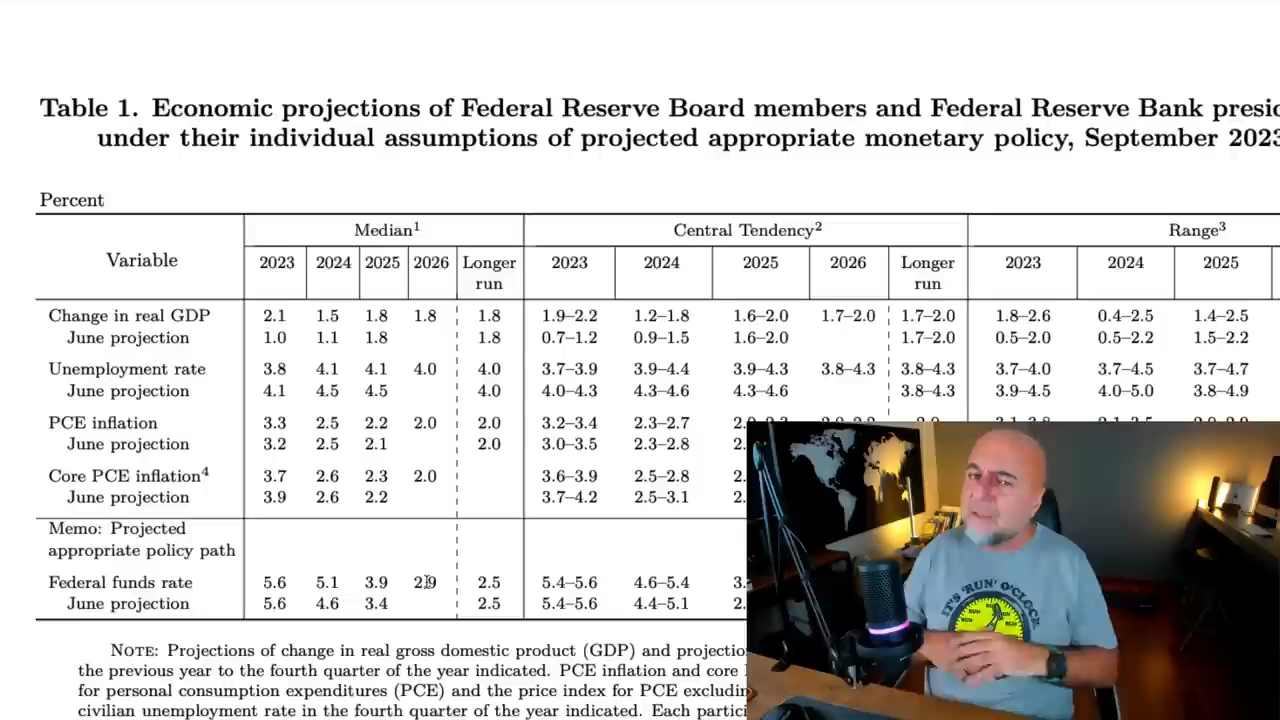 Table 1. Economic projections of Federal Reserve Board members and Federal Reserve Bank
under their individual assumptions of projected appropriate monetary policy, September 2023
Percent
Variable Median1 Central Tendency2 Range3
2023 2024 2025 2026 Longer run 2023 2024 2025 2026 Longer run 2023 2024 2025
Change in real GDP 2.1 1.5 1.8 1.8 1.8 1.9–2.2 1.2–1.8 1.6–2.0 1.7–2.0 1.7–2.0 1.8–2.6 0.4–2.5 1.4–2.5
June projection 1.0 1.1 1.8 1.8 0.7–1.2 0.9–1.5 1.6–2.0 1.7–2.0 0.5–2.0 0.5–2.2 1.5–2.2
Unemployment rate 3.8 4.1 4.1 4.0 4.0 3.7–3.9 3.9–4.4 3.9–4.3 3.8–4.3 3.8–4.3 3.7–4.0 3.7–4.5 3.7–4.7
June projection 4.1 4.5 4.5 4.0 4.0–4.3 4.3–4.6 4.3–4.6 3.8–4.3 3.9–4.5 4.0–5.0 3.8–4.9
PCE inflation 3.3 2.5 2.2 2.0 2.0 3.2–3.4 2.3–2.7
June projection 3.2 2.5 2.1 2.0 3.0–3.5 2.3–2.8
Core PCE inflation4 3.7 2.6 2.3 2.0 3.6–3.9 2.5–2.8
June projection 3.9 2.6 2.2 3.7–4.2 2.5–3.1
Memo: Projected
appropriate policy path
Federal funds rate 5.6 5.1 3.9 2.9 2.5 5.4–5.6 4.6–5.4
June projection 5.6 4.6 3.4 2.5 5.4–5.6 4.4–5.1
NOTE: Projections of change in real gross domestic product (GDP) and
the previous year to the fourth quarter of the year indicated. PCE inflation and core
for personal consumption expenditures (PCE) and the price index for PCE
civilian unemployment rate in the fourth quarter of the year indicated. Each
IT'S 'RUN' O'CLOCK
RUN
RUN
RUN